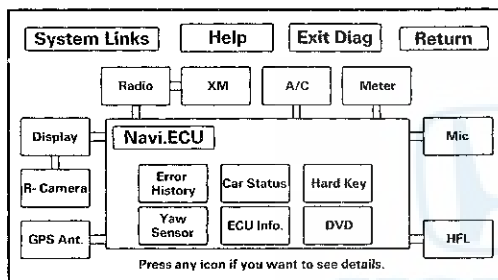 System Links Help Exit Diag Return
Radio XM A/C Meter
Display Navi.ECU Mic
Error History Car Status Hard Key
R- Camera
Yaw Sensor ECU Info. DVD
GPS Ant. HFL
Press any icon if you want to see details.